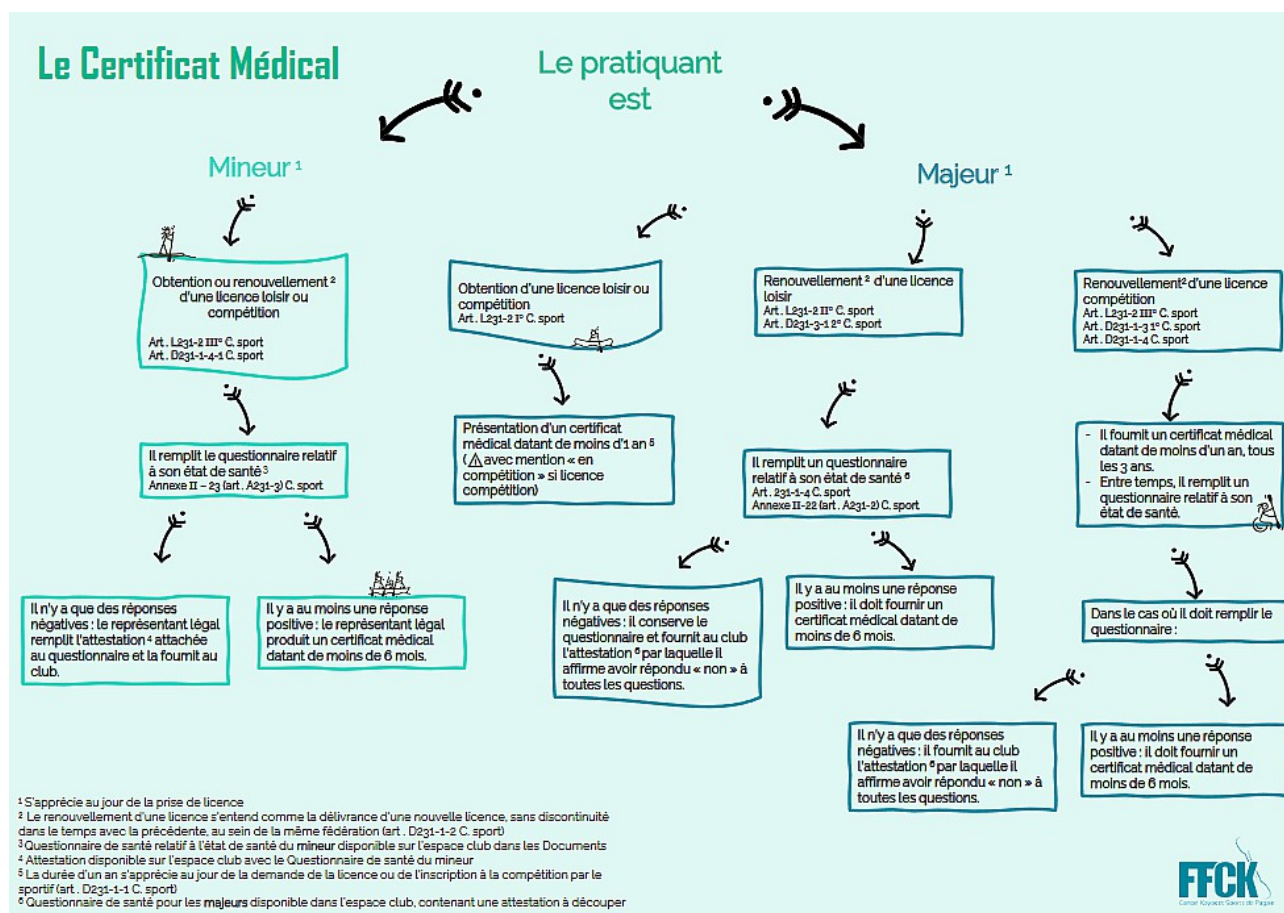 Le Certificat Médical
Le pratiquant
est
Mineur ¹
Majeur ¹
Obtention ou renouvellement ²
d'une licence loisir ou
compétition
Art. L231-2 III° C. sport
Art. D231-1-4-1 C. sport
Obtention d'une licence loisir ou
compétition
Art. L231-2 I° C. sport
Renouvellement ² d'une licence
loisir
Art. L231-2 II° C. sport
Art. D231-3-1 2° C. sport
Renouvellement² d'une licence
compétition
Art. L231-2 III° C. sport
Art. D231-1-3 1° C. sport
Art. D231-1-4 C. sport
Il remplit le questionnaire relatif
à son état de santé ³
Annexe II – 23 (art. A231-3) C. sport
Présentation d'un certificat
médical datant de moins d'1 an ⁵
(⚠ avec mention « en
compétition » si licence
compétition)
Il remplit un questionnaire
relatif à son état de santé ⁶
Art. 231-1-4 C. sport
Annexe II-22 (art. A231-2) C. sport
- Il fournit un certificat médical
datant de moins d'un an, tous
les 3 ans.
- Entre temps, il remplit un
questionnaire relatif à son
état de santé.
Il n'y a que des réponses
négatives : le représentant légal
remplit l'attestation ⁴ attachée
au questionnaire et la fournit au
club.
Il y a au moins une réponse
positive : le représentant légal
produit un certificat médical
datant de moins de 6 mois.
Il n'y a que des réponses
négatives : il conserve le
questionnaire et fournit au club
l'attestation ⁶ par laquelle il
affirme avoir répondu « non » à
toutes les questions.
Il y a au moins une réponse
positive : il doit fournir un
certificat médical datant de
moins de 6 mois.
Dans le cas où il doit remplir le
questionnaire :
Il n'y a que des réponses
négatives : il fournit au club
l'attestation ⁶ par laquelle il
affirme avoir répondu « non » à
toutes les questions.
Il y a au moins une réponse
positive : il doit fournir un
certificat médical datant de
moins de 6 mois.
¹ S'apprécie au jour de la prise de licence
² Le renouvellement d'une licence s'entend comme la délivrance d'une nouvelle licence, sans discontinuité
dans le temps avec la précédente, au sein de la même fédération (art. D231-1-2 C. sport)
³ Questionnaire de santé relatif à l'état de santé du mineur disponible sur l'espace club dans les Documents
⁴ Attestation disponible sur l'espace club avec le Questionnaire de santé du mineur
⁵ La durée d'un an s'apprécie au jour de la demande de la licence ou de l'inscription à la compétition par le
sportif (art. D231-1-1 C. sport)
⁶ Questionnaire de santé pour les majeurs disponible dans l'espace club, contenant une attestation à découper
FFCK